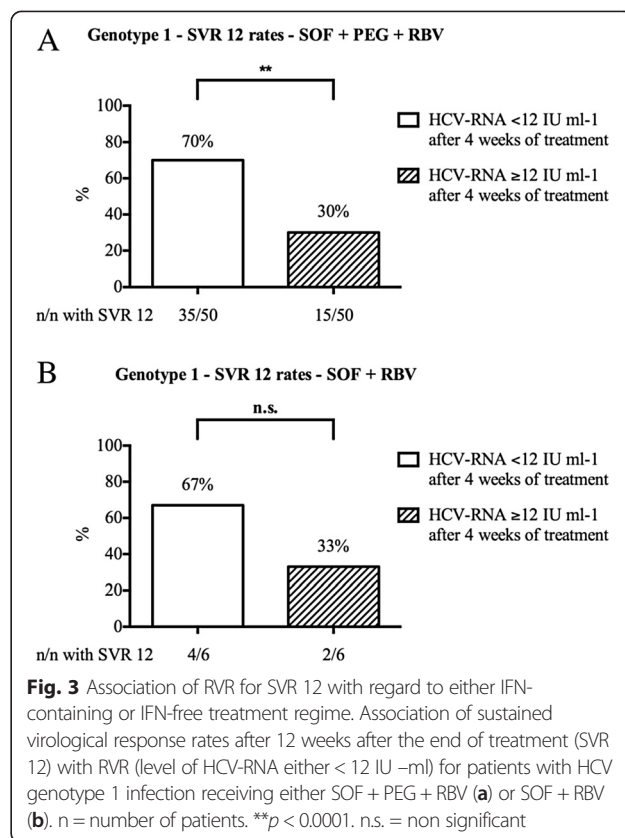 A
Genotype 1 - SVR 12 rates - SOF + PEG + RBV
**
100
80
60
40
20
0
%
70%
30%
HCV-RNA <12 IU ml-1
after 4 weeks of treatment
HCV-RNA ≥12 IU ml-1
after 4 weeks of treatment
n/n with SVR 12 35/50 15/50
B
Genotype 1 - SVR 12 rates - SOF + RBV
n.s.
100
80
60
40
20
0
%
67%
33%
HCV-RNA <12 IU ml-1
after 4 weeks of treatment
HCV-RNA ≥12 IU ml-1
after 4 weeks of treatment
n/n with SVR 12 4/6 2/6
Fig. 3 Association of RVR for SVR 12 with regard to either IFN-
containing or IFN-free treatment regime. Association of sustained
virological response rates after 12 weeks after the end of treatment (SVR
12) with RVR (level of HCV-RNA either < 12 IU –ml) for patients with HCV
genotype 1 infection receiving either SOF + PEG + RBV (a) or SOF + RBV
(b). n = number of patients. **p < 0.0001. n.s. = non significant